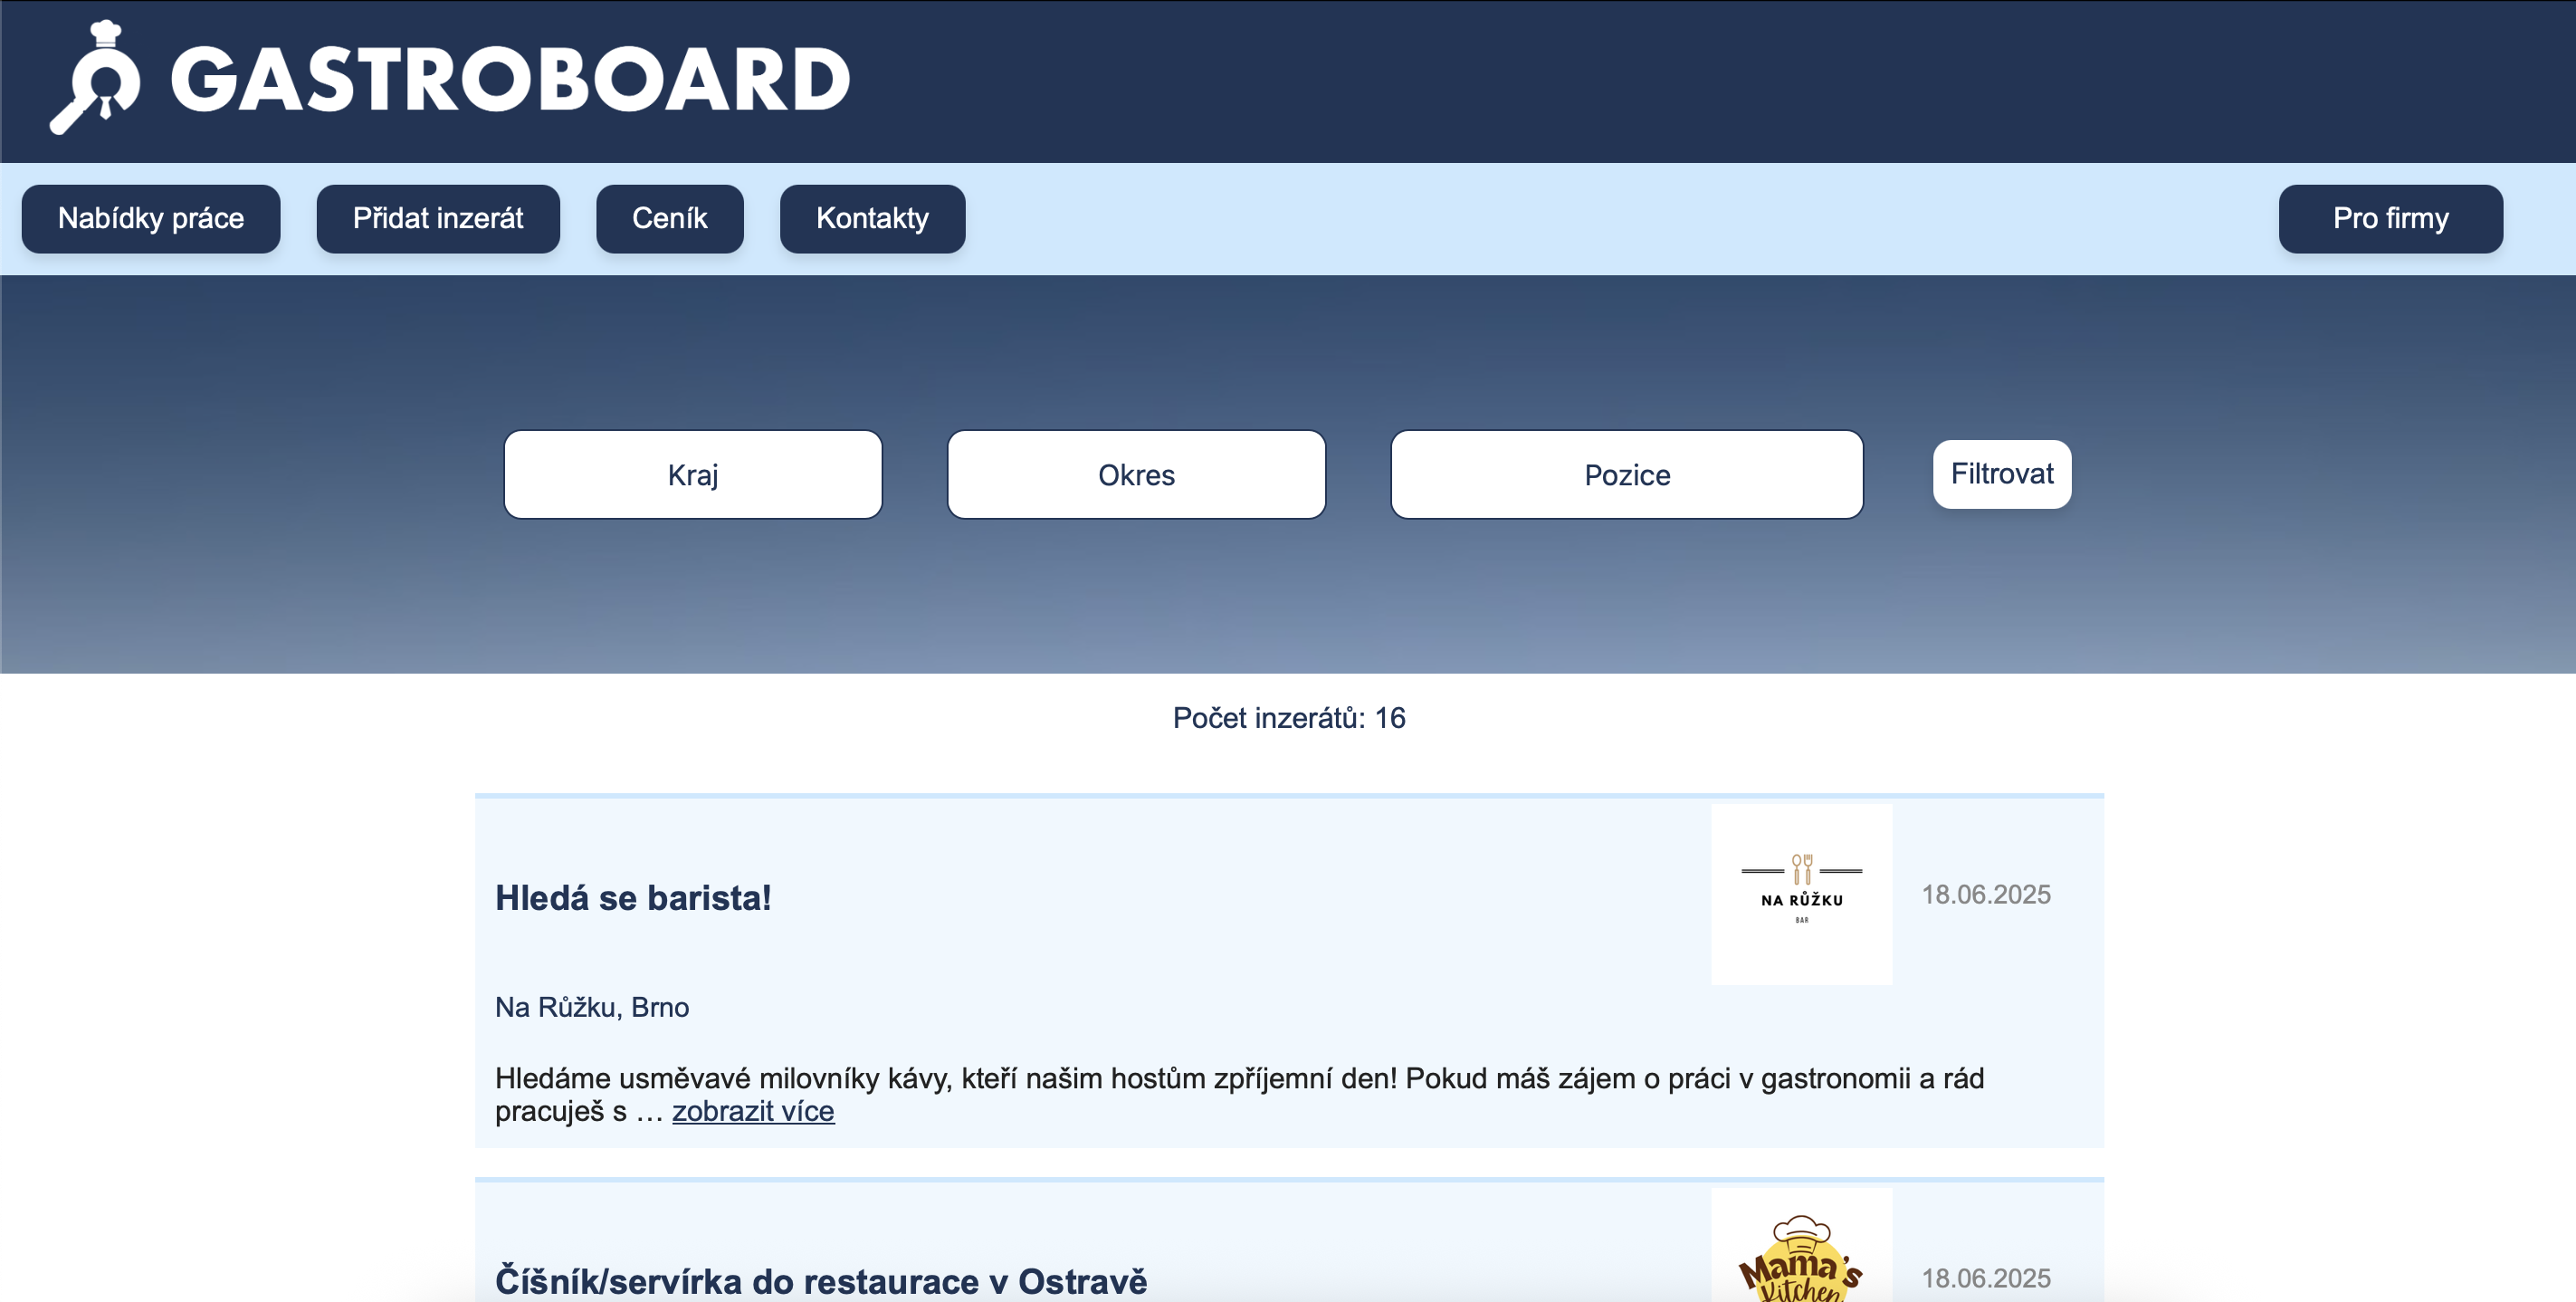 GASTROBOARD
Nabídky práce
Přidat inzerát
Ceník
Kontakty
Pro firmy
Kraj
Okres
Pozice
Filtrovat
Počet inzerátů: 16
Hledá se barista!
NA RŮŽKU
BAR
18.06.2025
Na Růžku, Brno
Hledáme usměvavé milovníky kávy, kteří našim hostům zpříjemní den! Pokud máš zájem o práci v gastronomii a rád
pracuješ s … zobrazit více
Číšník/servírka do restaurace v Ostravě
Mama's
Kitchen
18.06.2025